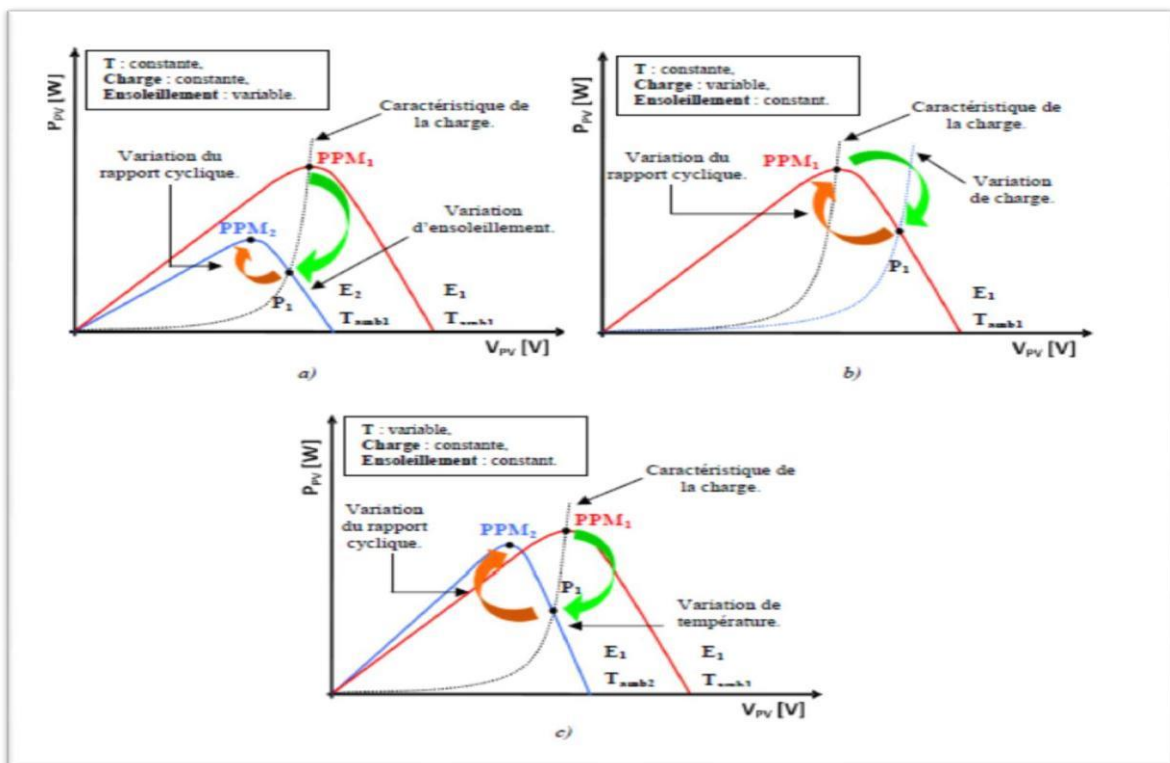 T : constante,
Charge : constante,
Ensoleillement : variable.
P_PV [W]
Caractéristique de
la charge.
Variation du
rapport cyclique.
PPM₁
PPM₂
Variation
d'ensoleillement.
P₁
E₂
E₁
V_PV [V]
a)
T : constante,
Charge : variable,
Ensoleillement : constant.
P_PV [W]
Caractéristique de
la charge.
Variation du
rapport cyclique.
PPM₁
Variation
de charge.
P₁
E₁
V_PV [V]
b)
T : variable,
Charge : constante,
Ensoleillement : constant.
P_PV [W]
Caractéristique de
la charge.
Variation
du rapport
cyclique.
PPM₂
PPM₁
P₁
Variation de
température.
E₁
E₁
T_amb2
V_PV [V]
c)